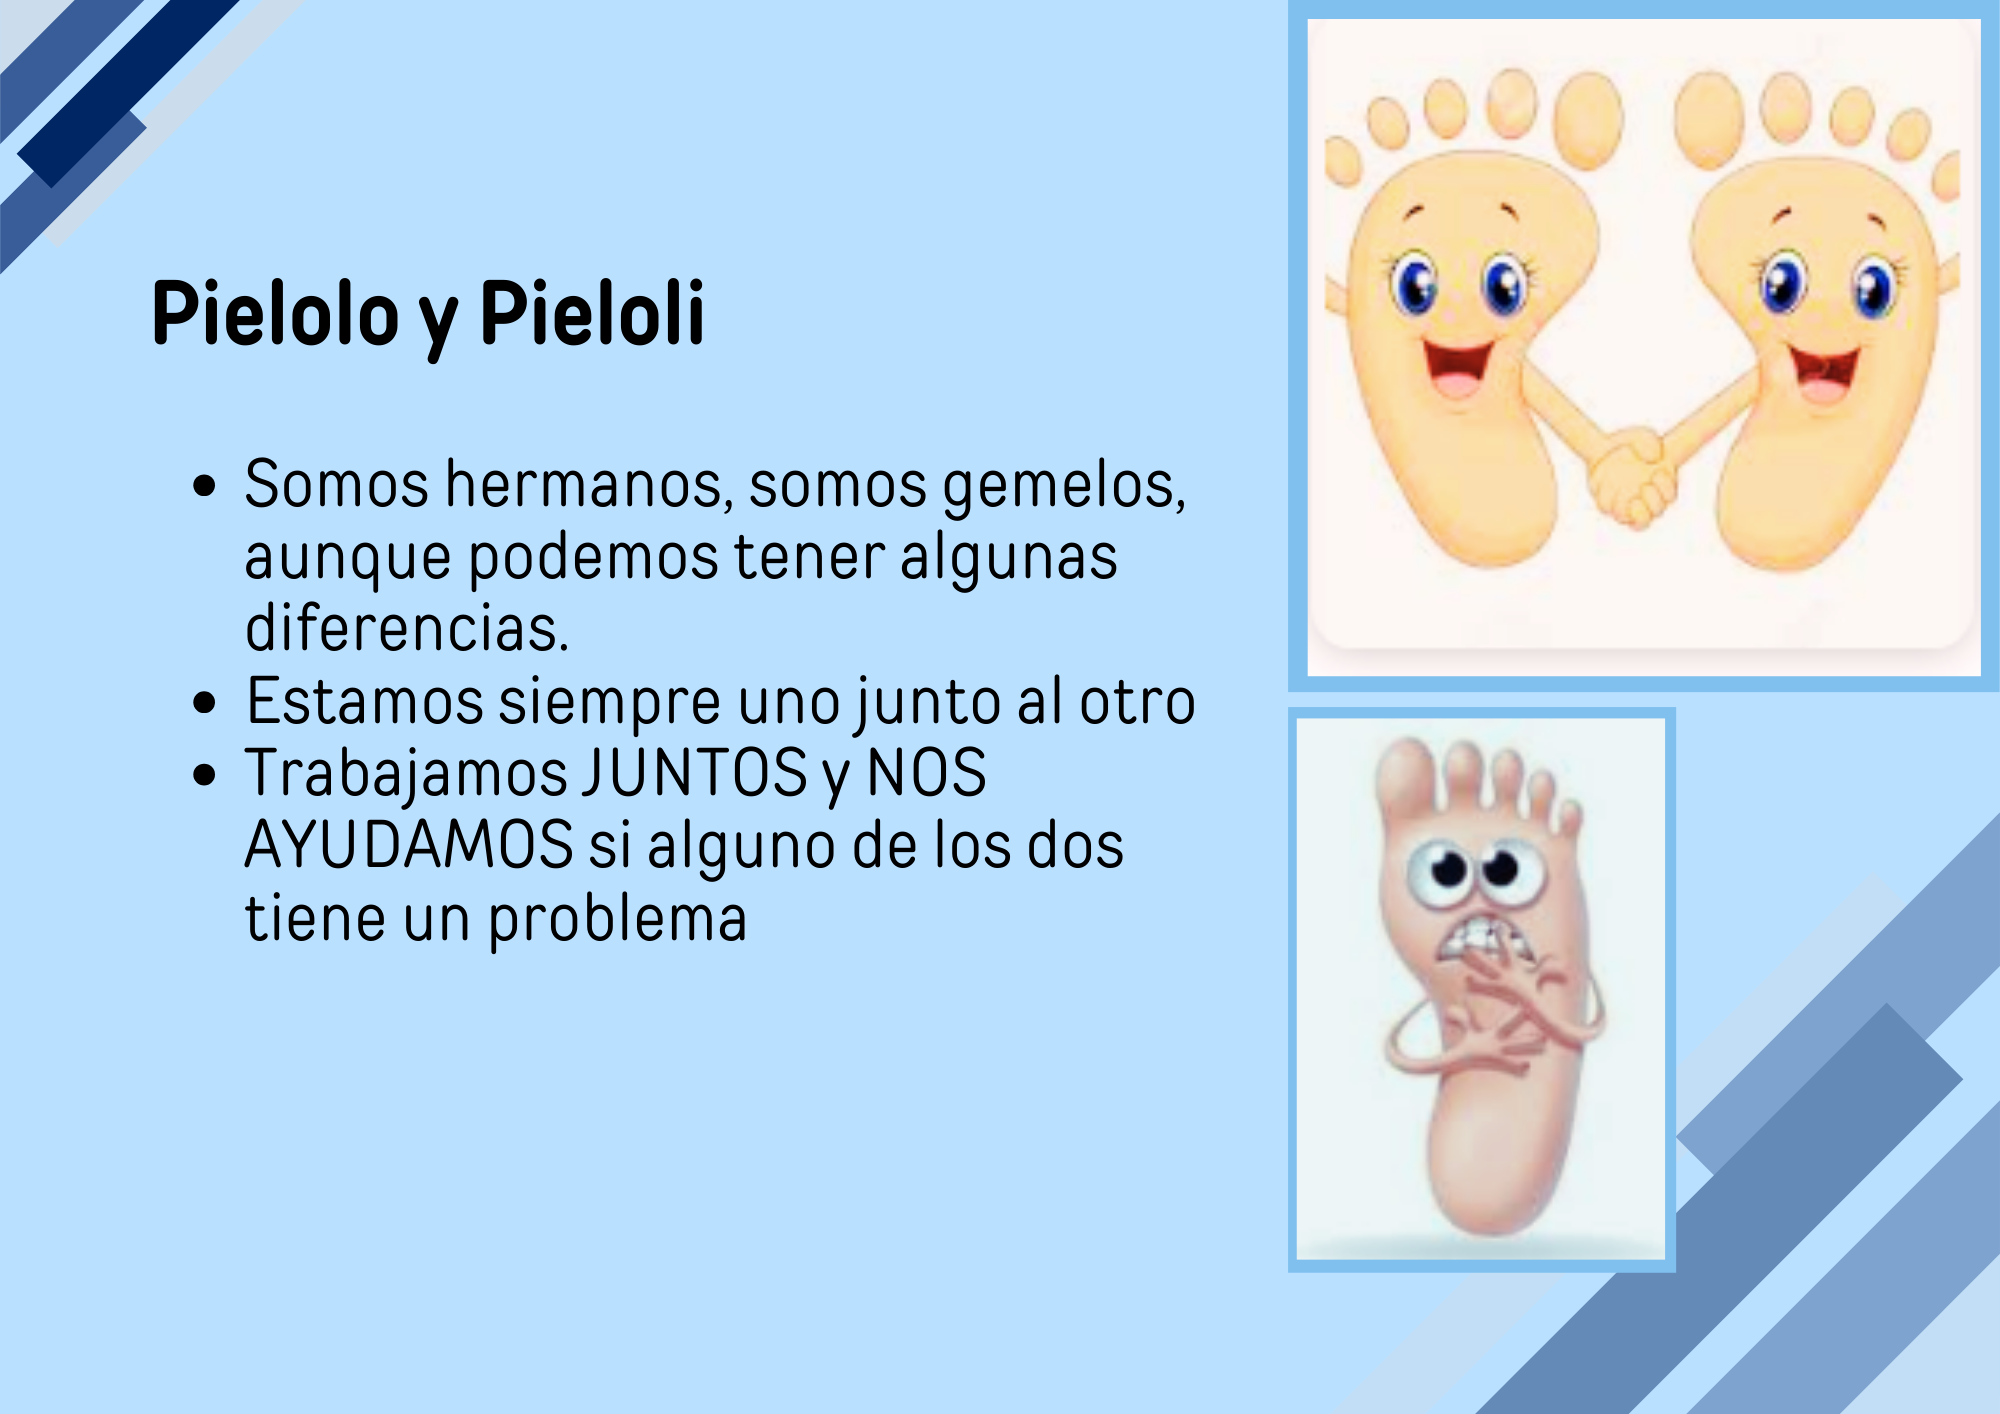 Pielolo y Pieloli
• Somos hermanos, somos gemelos,
aunque podemos tener algunas
diferencias.
• Estamos siempre uno junto al otro
• Trabajamos JUNTOS y NOS
AYUDAMOS si alguno de los dos
tiene un problema